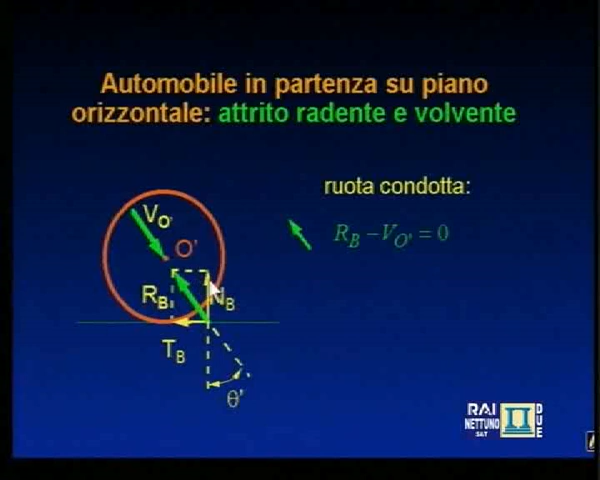 Automobile in partenza su piano
orizzontale: attrito radente e volvente
ruota condotta:
V_O'
O'
R_B - V_O' = 0
R_B
N_B
T_B
θ'
RAI
NETTUNO
SAT
DUE